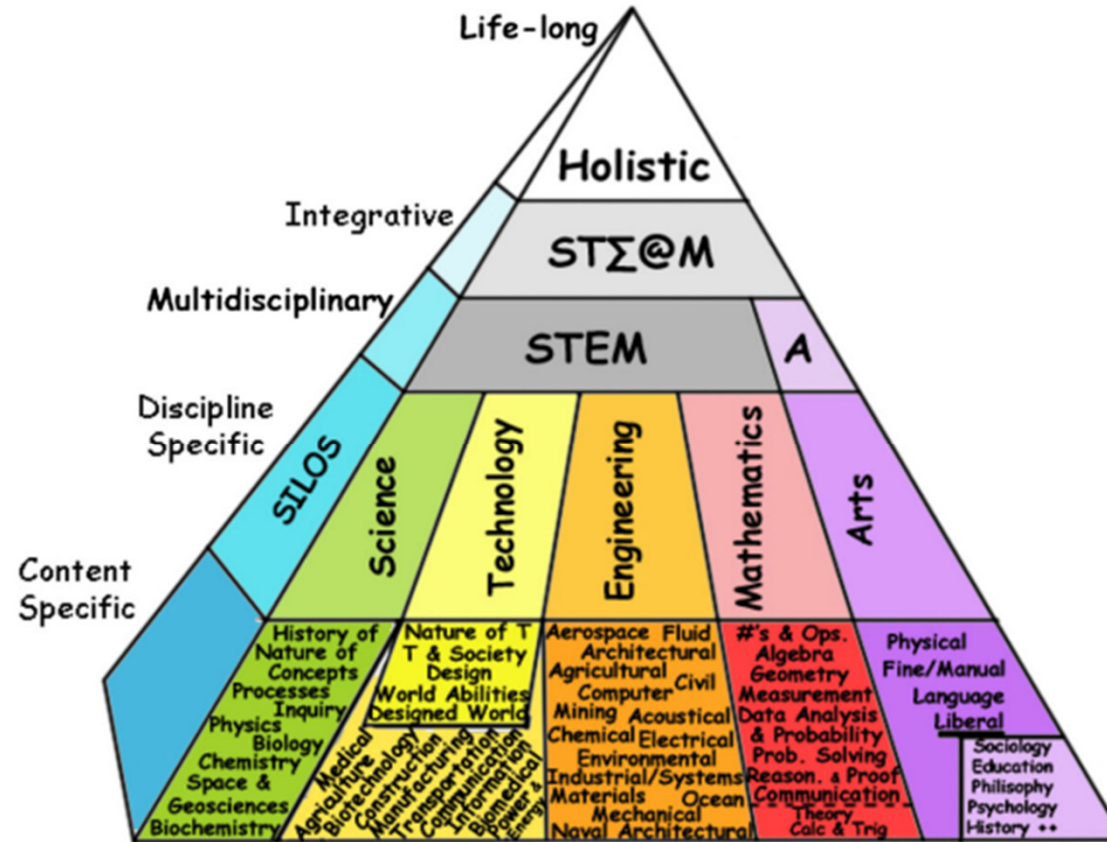 Life-long
Holistic
Integrative
STΣ@M
Multidisciplinary
STEM
A
Discipline
Specific
SILOS
Science
Technology
Engineering
Mathematics
Arts
Content
Specific
History of
Nature of
Concepts
Processes
Inquiry
Physics
Biology
Chemistry
Space &
Geosciences
Biochemistry
Nature of T
T & Society
Design
World Abilities
Designed World
Medical
Agriculture
Biotechnology
Construction
Manufacturing
Transportation
Communication
Information
Biomedical
Power &
Energy
Aerospace Fluid
Architectural
Agricultural
Computer Civil
Mining Acoustical
Chemical Electrical
Environmental
Industrial/Systems
Materials Ocean
Mechanical
Naval Architectural
#'s & Ops.
Algebra
Geometry
Measurement
Data Analysis
& Probability
Prob. Solving
Reason. & Proof
Communication
Theory
Calc & Trig
Physical
Fine/Manual
Language
Liberal
Sociology
Education
Philisophy
Psychology
History ++